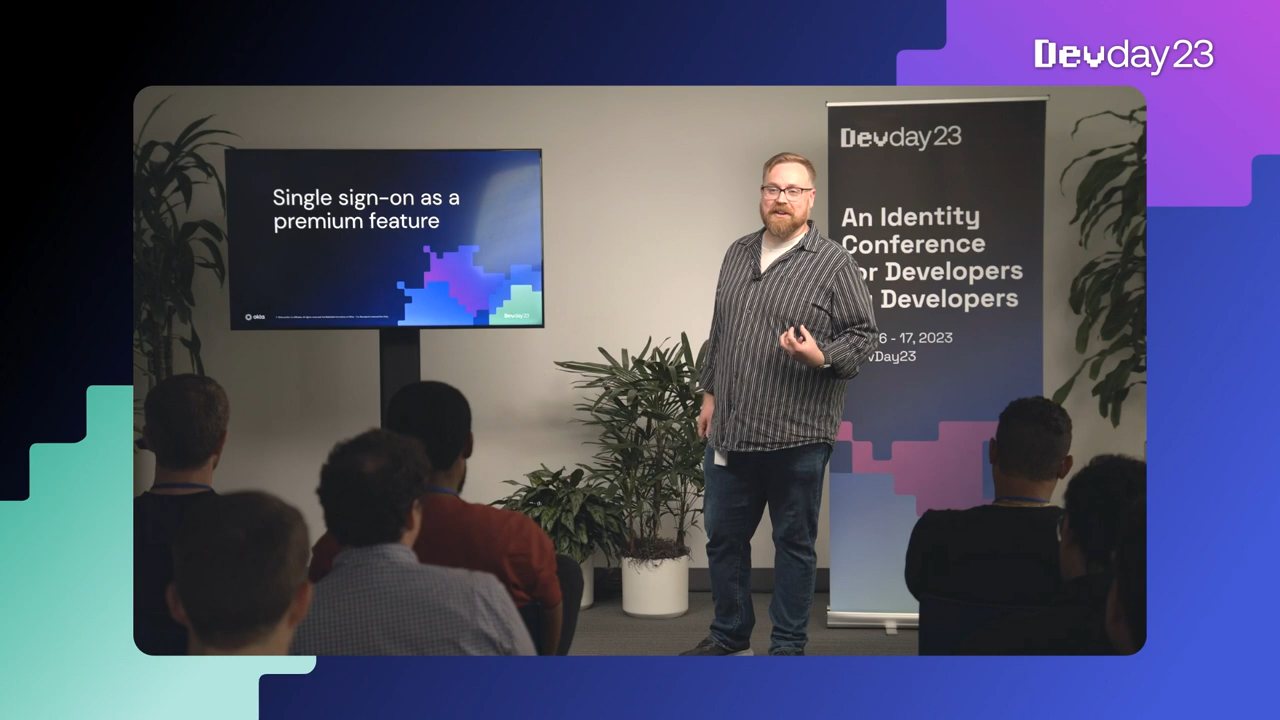 Devday23
Single sign-on as a
premium feature
okta
Devday23
Devday23
An Identity
Conference
or Developers
Developers
6 - 17, 2023
vDay23